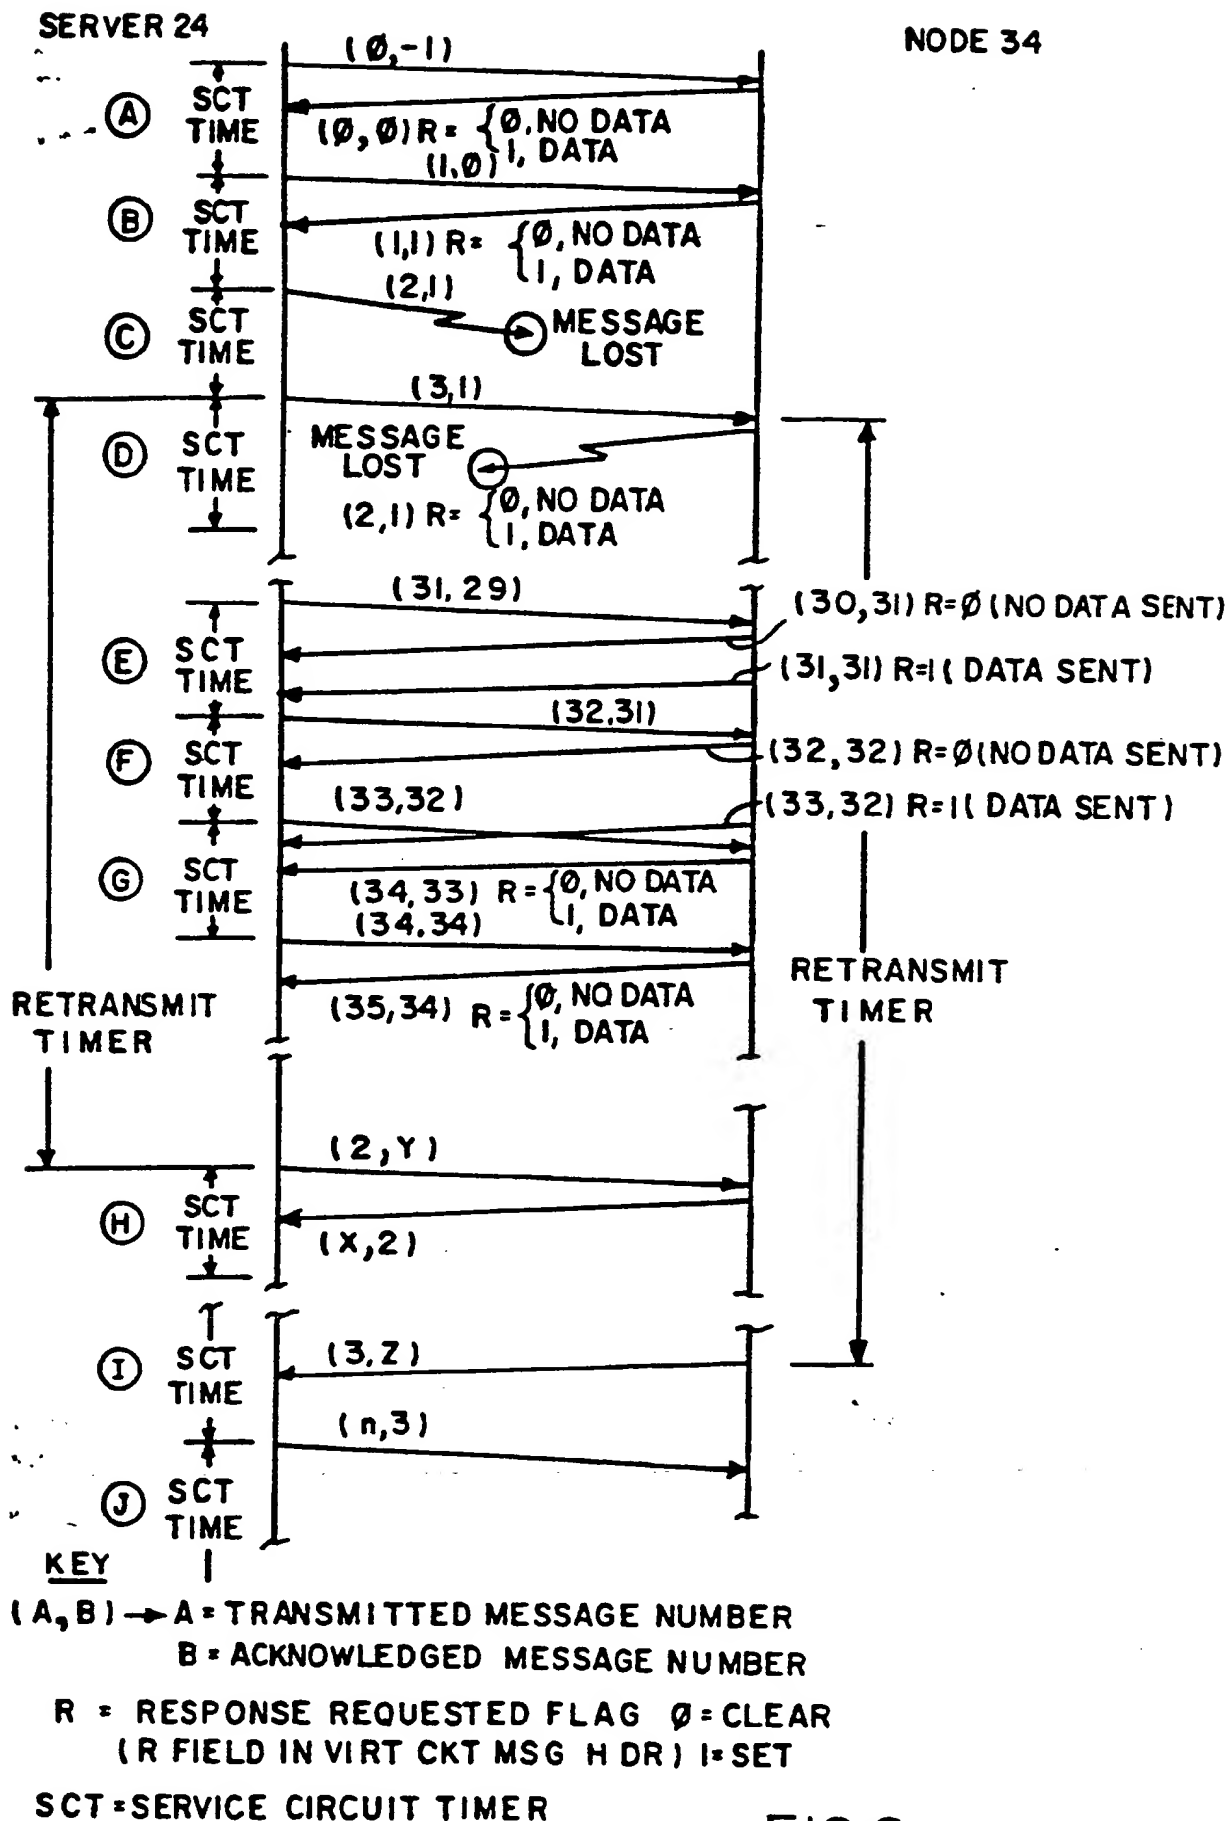 SERVER 24
NODE 34
(Ø,-1)
A
SCT
TIME
(Ø,Ø) R = {Ø, NO DATA
1, DATA
(1,Ø)
B
SCT
TIME
(1,1) R = {Ø, NO DATA
1, DATA
(2,1)
C
SCT
TIME
MESSAGE
LOST
(3,1)
D
SCT
TIME
MESSAGE
LOST
(2,1) R = {Ø, NO DATA
1, DATA
(31, 29)
E
SCT
TIME
(30,31) R=Ø (NO DATA SENT)
(31,31) R=1 ( DATA SENT)
(32,31)
F
SCT
TIME
(32,32) R=Ø (NO DATA SENT)
(33,32)
(33,32) R=1 ( DATA SENT)
G
SCT
TIME
(34,33) R = {Ø, NO DATA
1, DATA
(34,34)
(35,34) R = {Ø, NO DATA
1, DATA
RETRANSMIT
TIMER
RETRANSMIT
TIMER
(2,Y)
H
SCT
TIME
(X,2)
I
SCT
TIME
(3,Z)
(n,3)
J
SCT
TIME
KEY
(A,B) → A = TRANSMITTED MESSAGE NUMBER
B = ACKNOWLEDGED MESSAGE NUMBER
R = RESPONSE REQUESTED FLAG Ø = CLEAR
(R FIELD IN VIRT CKT MSG HDR) 1 = SET
SCT = SERVICE CIRCUIT TIMER